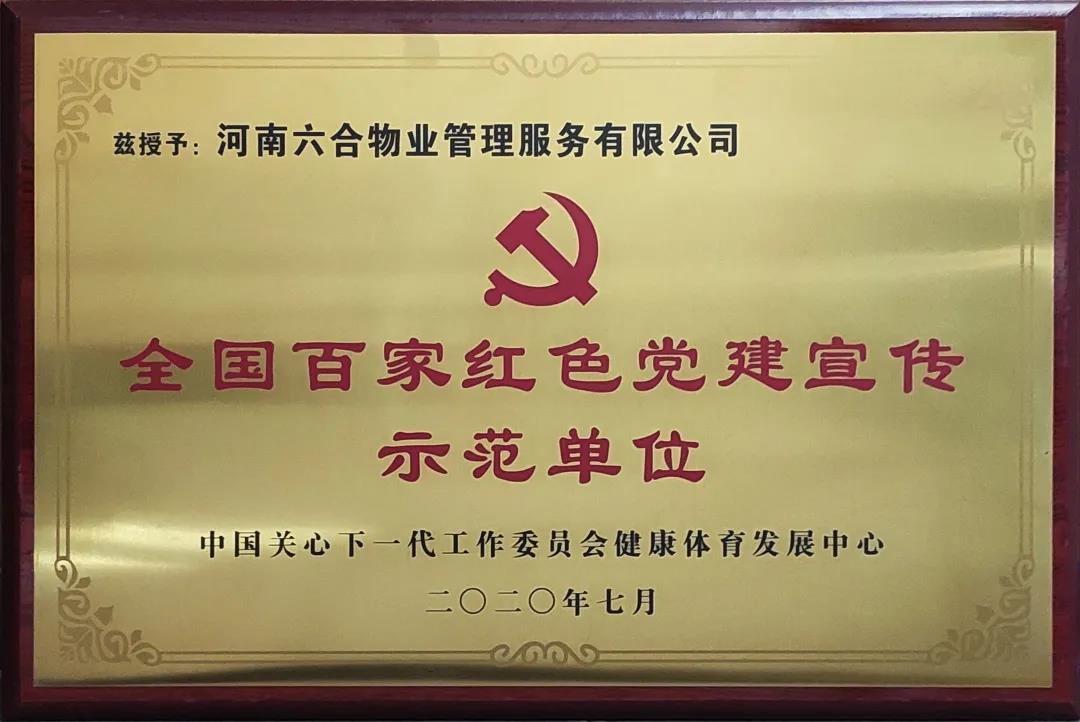 兹授予：河南六合物业管理服务有限公司
全国百家红色党建宣传
示范单位
中国关心下一代工作委员会健康体育发展中心
二〇二〇年七月